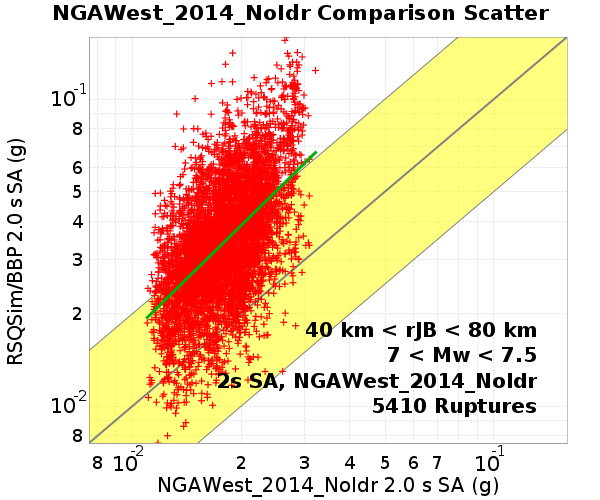 NGAWest_2014_NoIdr Comparison Scatter
RSQSim/BBP 2.0 s SA (g)
10-1
8
6
5
4
3
2
10-2
8
40 km < rJB < 80 km
7 < Mw < 7.5
2s SA, NGAWest_2014_NoIdr
5410 Ruptures
8 10-2 2 3 4 5 6 7 10-1
NGAWest_2014_NoIdr 2.0 s SA (g)